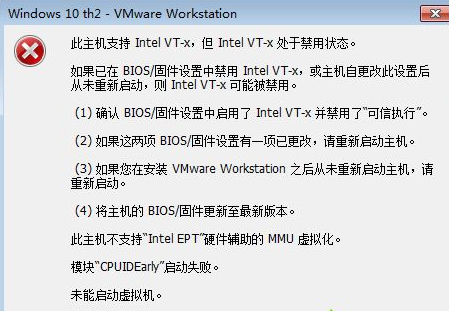 Windows 10 th2 - VMware Workstation
此主机支持 Intel VT-x，但 Intel VT-x 处于禁用状态。
如果已在 BIOS/固件设置中禁用 Intel VT-x，或主机自更改此设置后
从未重新启动，则 Intel VT-x 可能被禁用。
(1) 确认 BIOS/固件设置中启用了 Intel VT-x 并禁用了“可信执行”。
(2) 如果这两项 BIOS/固件设置有一项已更改，请重新启动主机。
(3) 如果您在安装 VMware Workstation 之后从未重新启动主机，请
重新启动。
(4) 将主机的 BIOS/固件更新至最新版本。
此主机不支持“Intel EPT”硬件辅助的 MMU 虚拟化。
模块“CPUIDEarly”启动失败。
未能启动虚拟机。